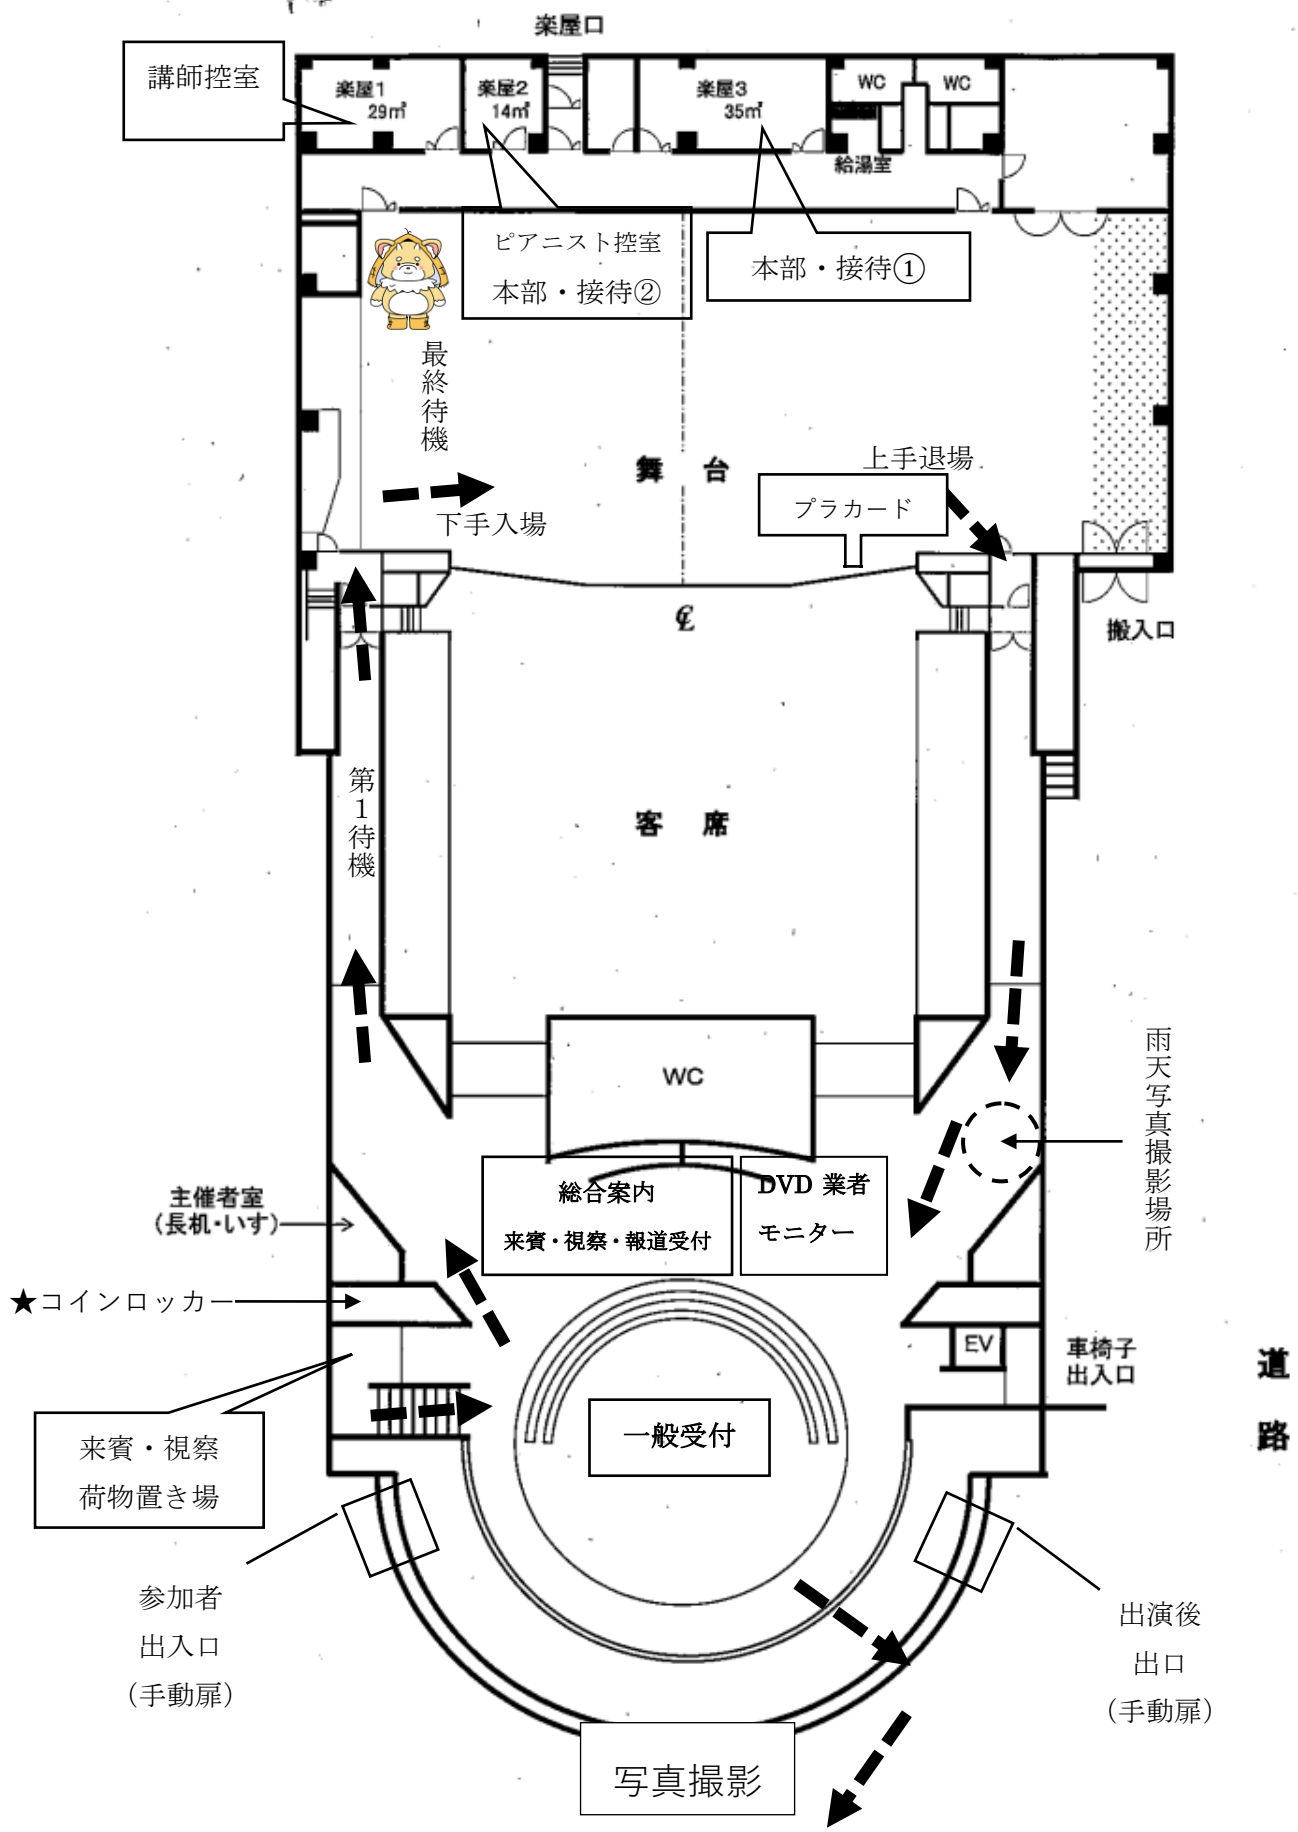 楽屋口
講師控室
楽屋1
29㎡
楽屋2
14㎡
楽屋3
35㎡
WC
WC
給湯室
ピアニスト控室
本部・接待②
本部・接待①
最終待機
舞 台
上手退場
プラカード
下手入場
℄
搬入口
第1待機
客 席
WC
雨天写真撮影場所
総合案内
来賓・視察・報道受付
DVD 業者
モニター
主催者室
(長机・いす)
★コインロッカー
EV
車椅子
出入口
道路
来賓・視察
荷物置き場
一般受付
参加者
出入口
（手動扉）
出演後
出口
（手動扉）
写真撮影